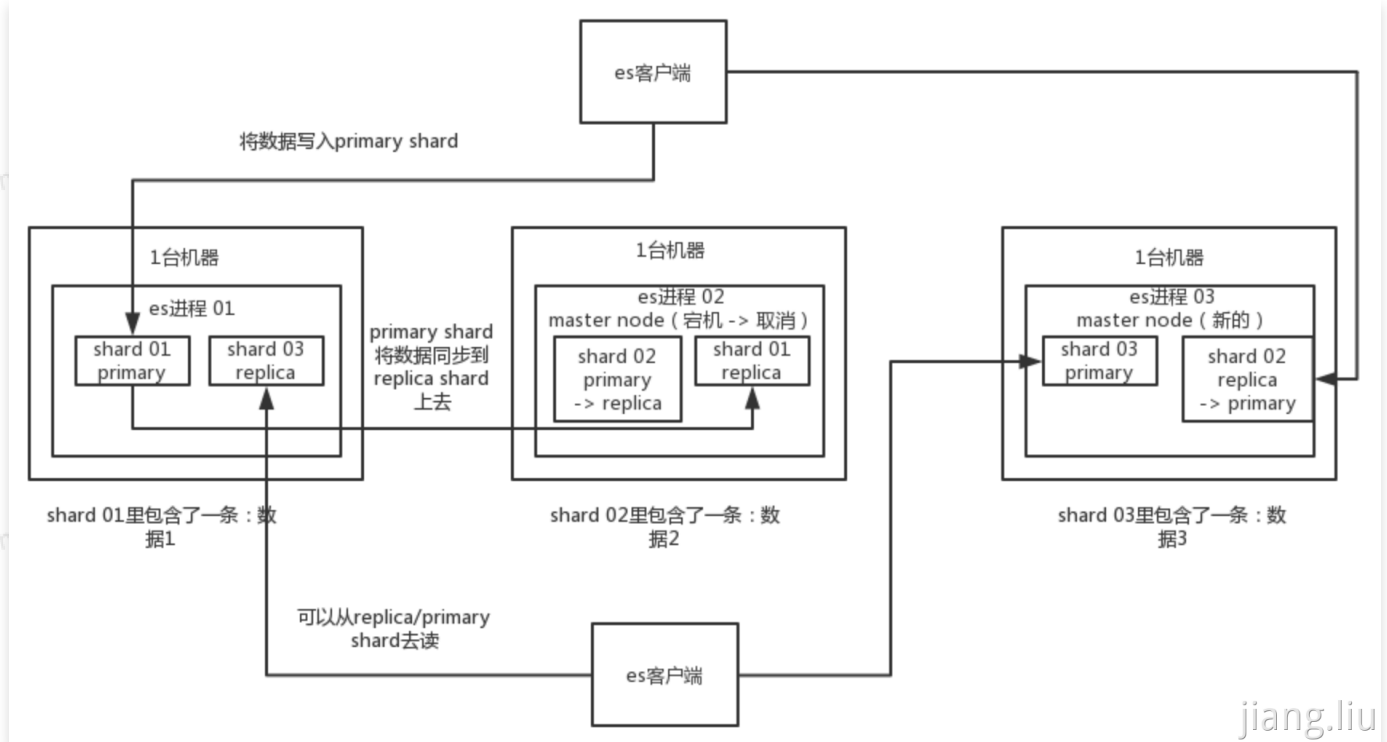 es客户端
将数据写入primary shard
1台机器
es进程 01
shard 01
primary
shard 03
replica
primary shard
将数据同步到
replica shard
上去
1台机器
es进程 02
master node（宕机 -> 取消）
shard 02
primary
-> replica
shard 01
replica
1台机器
es进程 03
master node（新的）
shard 03
primary
shard 02
replica
-> primary
shard 01里包含了一条：数
据1
shard 02里包含了一条：数
据2
shard 03里包含了一条：数
据3
可以从replica/primary
shard去读
es客户端
jiang.liu